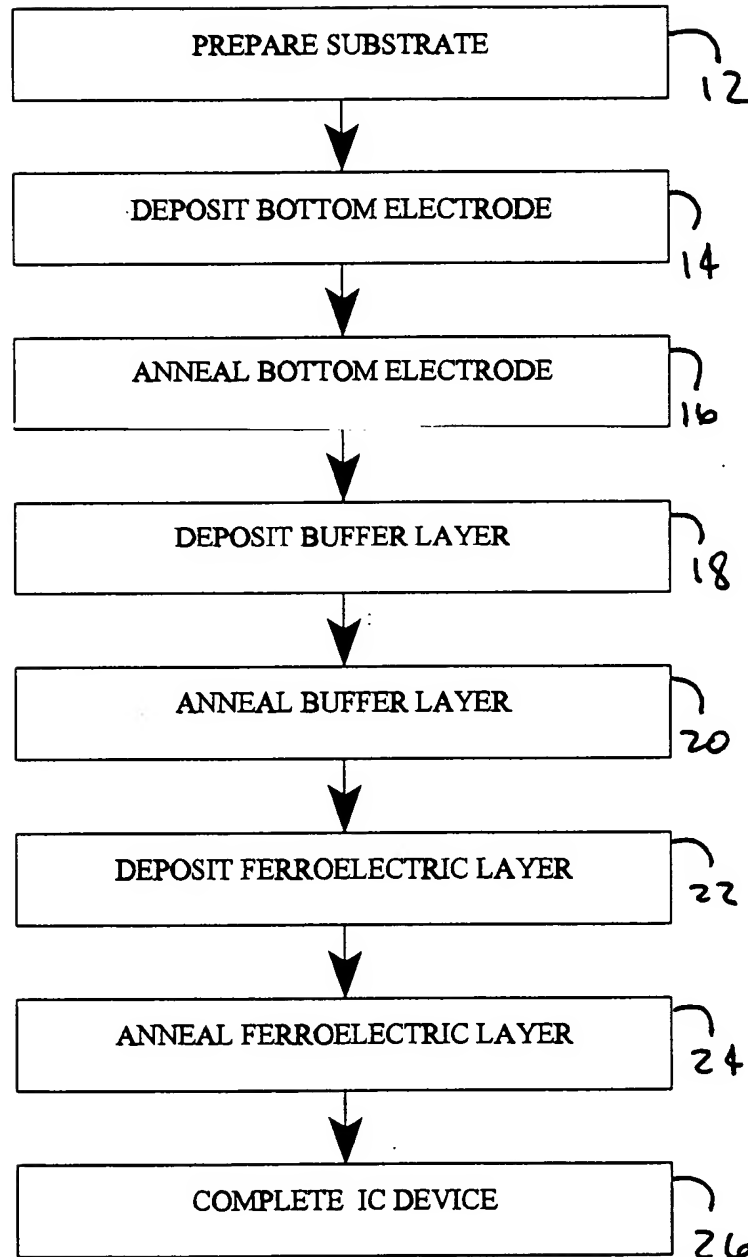 PREPARE SUBSTRATE
12
DEPOSIT BOTTOM ELECTRODE
14
ANNEAL BOTTOM ELECTRODE
16
DEPOSIT BUFFER LAYER
18
ANNEAL BUFFER LAYER
20
DEPOSIT FERROELECTRIC LAYER
22
ANNEAL FERROELECTRIC LAYER
24
COMPLETE IC DEVICE
26